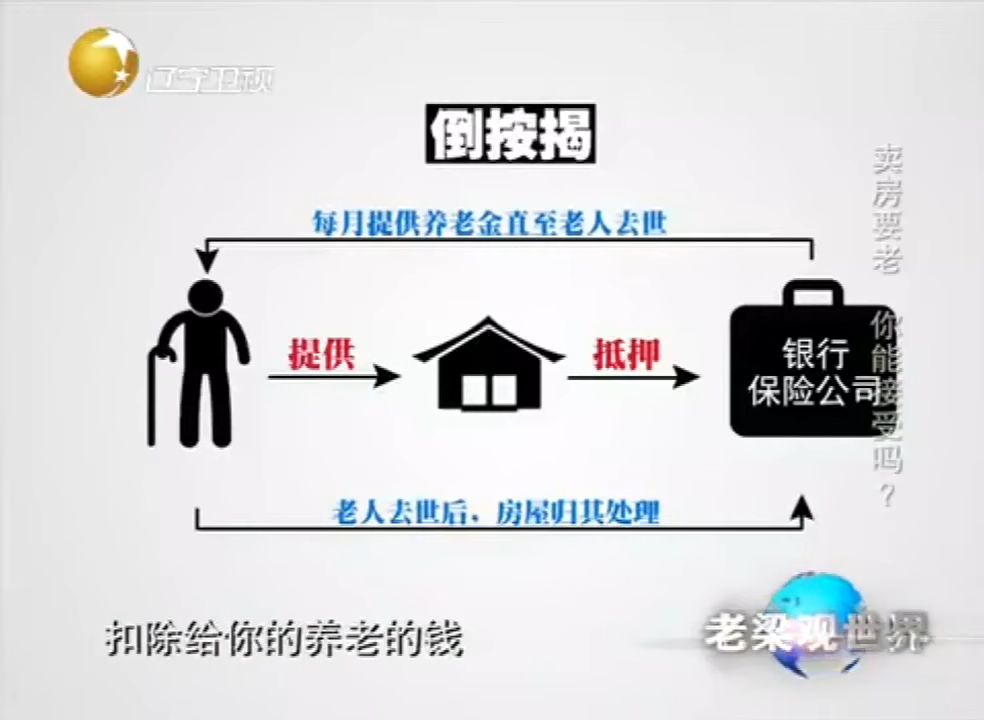 辽宁卫视
倒按揭
每月提供养老金直至老人去世
提供
抵押
银行
保险公司
老人去世后，房屋归其处理
卖房要老 你能接受吗？
扣除给你的养老的钱
老梁观世界